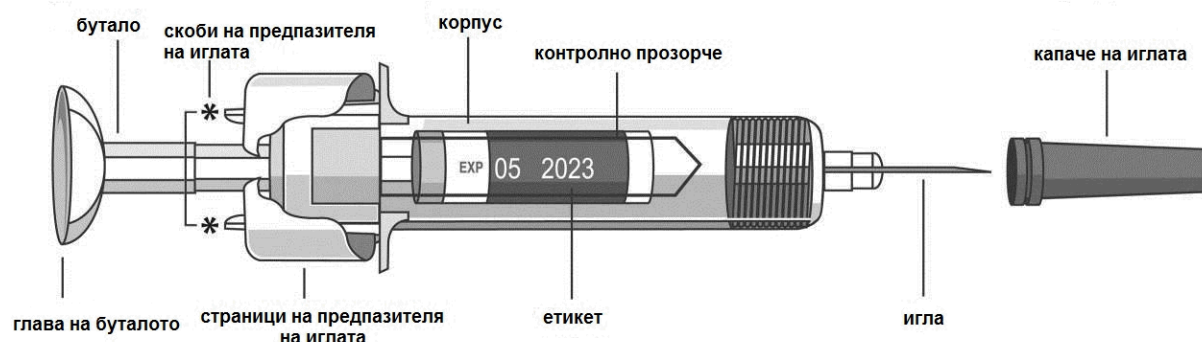 бутало
скоби на предпазителя
на иглата
корпус
контролно прозорче
капаче на иглата
*
EXP 05 2023
*
глава на буталото
страници на предпазителя
на иглата
етикет
игла